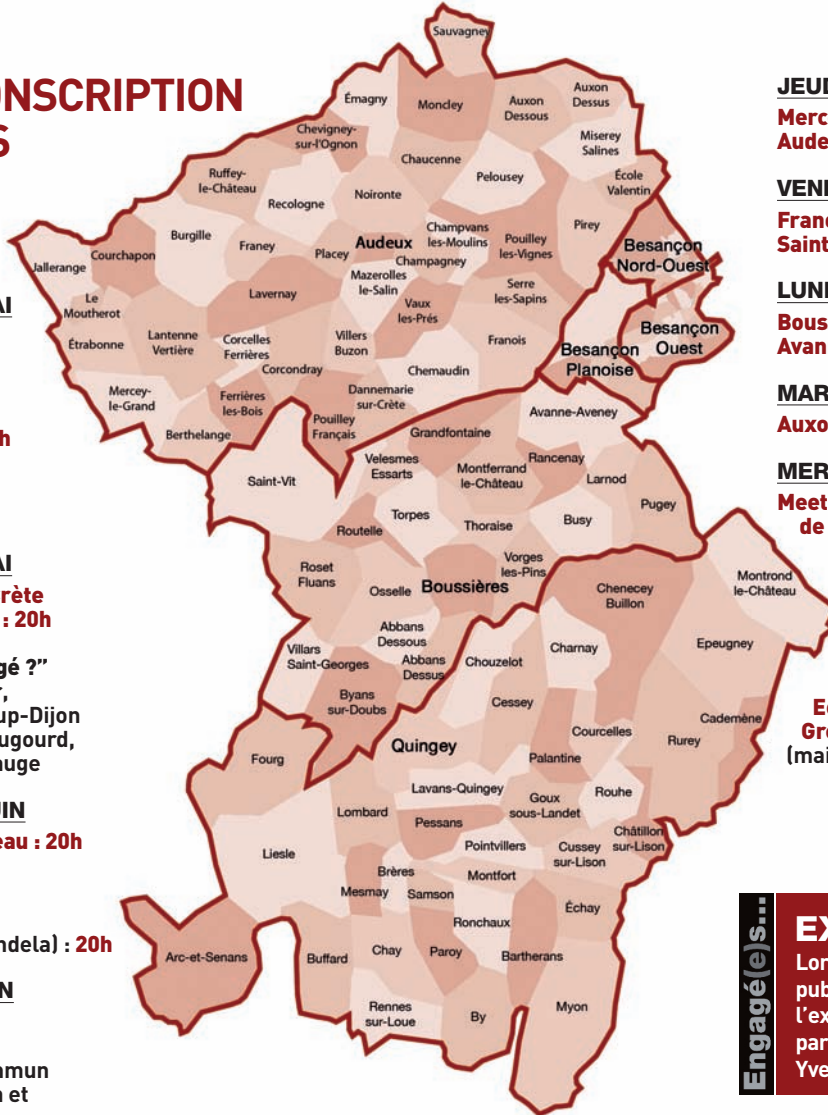 ONSCRIPTION
S
AI
h
AI
rète
: 20h
gé ?”
r,
up-Dijon
ugourd,
auge
UIN
eau : 20h
ndela) : 20h
N
mun
n et
Sauvagney
Émagny
Moncley
Auxon
Dessous
Auxon
Dessus
Chevigney-
sur-l'Ognon
Miserey
Salines
Chaucenne
Ruffey-
le-Château
Pelousey
École
Valentin
Recologne
Noironte
Burgille
Franey
Placey
Audeux
Champvans
les-Moulins
Champagney
Pouilley
les-Vignes
Pirey
Besançon
Nord-Ouest
Jallerange
Courchapon
Mazerolles
le-Salin
Lavernay
Serre
les-Sapins
Le
Moutherot
Vaux
les-Prés
Étrabonne
Lantenne
Vertière
Corcelles
Ferrières
Villers
Buzon
Franois
Besançon
Ouest
Besançon
Planoise
Corcondray
Chemaudin
Mercey-
le-Grand
Ferrières
les-Bois
Dannemarie
sur-Crète
Berthelange
Pouilley
Français
Avanne-Aveney
Grandfontaine
Saint-Vit
Velesmes
Essarts
Montferrand
le-Château
Rancenay
Larnod
Pugey
Torpes
Thoraise
Busy
Routelle
Roset
Fluans
Osselle
Boussières
Vorges
les-Pins
Chenecey
Buillon
Montrond
le-Château
Abbans
Dessous
Villars
Saint-Georges
Abbans
Dessus
Chouzelot
Charnay
Epeugney
Byans
sur-Doubs
Cessey
Cademène
Quingey
Courcelles
Rurey
Fourg
Palantine
Lavans-Quingey
Goux
sous-Landet
Rouhe
Lombard
Pessans
Châtillon
sur-Lison
Liesle
Pointvillers
Cussey
sur-Lison
Brères
Montfort
Mesmay
Samson
Échay
Ronchaux
Arc-et-Senans
Buffard
Chay
Paroy
Bartherans
Rennes
sur-Loue
By
Myon
JEUD
Merc
Aude
VEN
Fran
Saint
LUN
Bous
Avan
MAR
Auxo
MER
Meet
de
E
Gr
(mai
Engagé(e)s...
EX
Lor
pub
l’ex
par
Yve